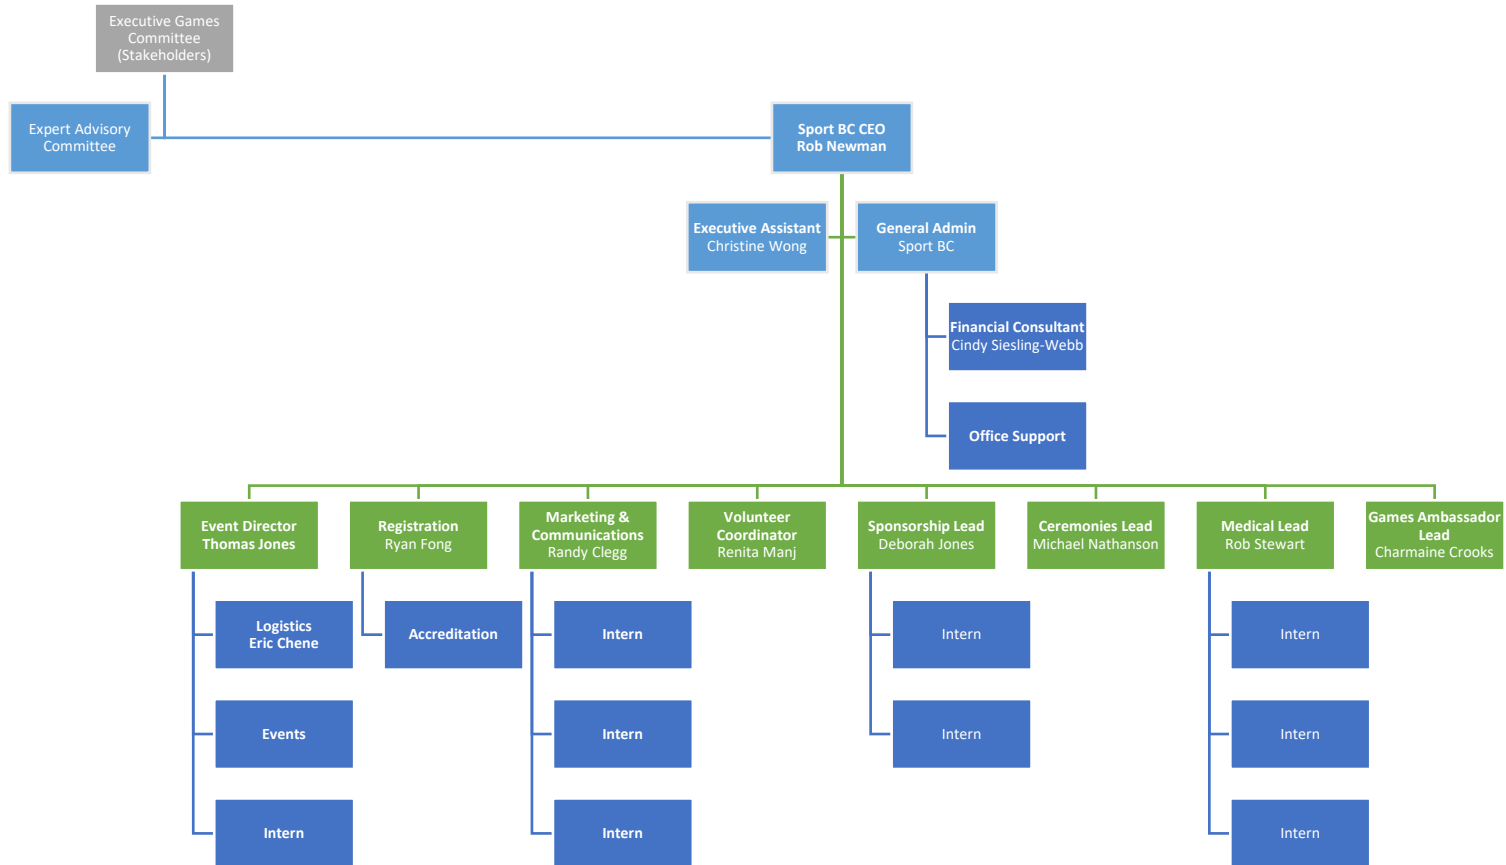 Executive Games
Committee
(Stakeholders)
Expert Advisory
Committee
Sport BC CEO
Rob Newman
Executive Assistant
Christine Wong
General Admin
Sport BC
Financial Consultant
Cindy Siesling-Webb
Office Support
Event Director
Thomas Jones
Registration
Ryan Fong
Marketing &
Communications
Randy Clegg
Volunteer
Coordinator
Renita Manj
Sponsorship Lead
Deborah Jones
Ceremonies Lead
Michael Nathanson
Medical Lead
Rob Stewart
Games Ambassador
Lead
Charmaine Crooks
Logistics
Eric Chene
Accreditation
Intern
Intern
Intern
Events
Intern
Intern
Intern
Intern
Intern
Intern